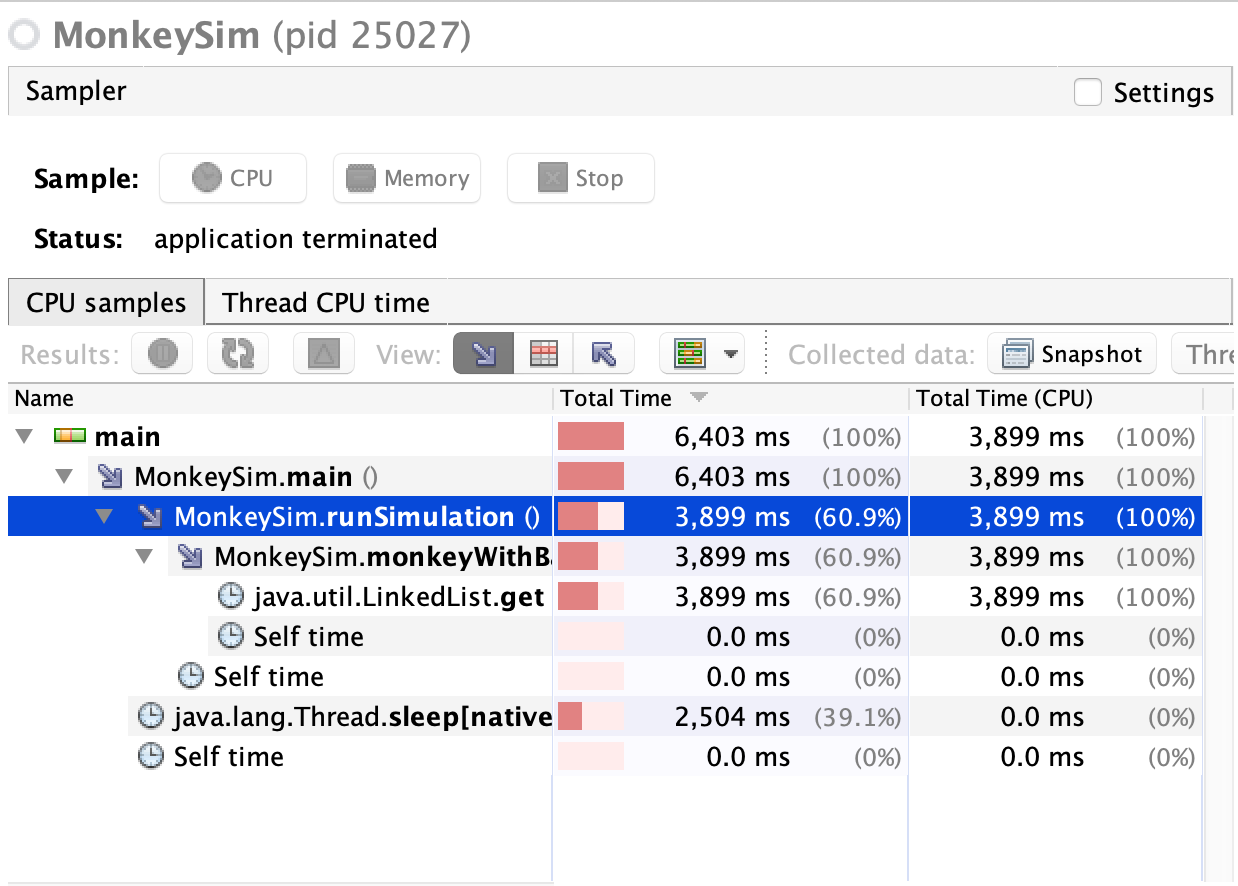 MonkeySim (pid 25027)
Sampler Settings
Sample: CPU Memory Stop
Status: application terminated
CPU samples Thread CPU time
Results: View: Collected data: Snapshot Thre
Name Total Time Total Time (CPU)
main 6,403 ms (100%) 3,899 ms (100%)
MonkeySim.main () 6,403 ms (100%) 3,899 ms (100%)
MonkeySim.runSimulation () 3,899 ms (60.9%) 3,899 ms (100%)
MonkeySim.monkeyWithBa 3,899 ms (60.9%) 3,899 ms (100%)
java.util.LinkedList.get 3,899 ms (60.9%) 3,899 ms (100%)
Self time 0.0 ms (0%) 0.0 ms (0%)
Self time 0.0 ms (0%) 0.0 ms (0%)
java.lang.Thread.sleep[native 2,504 ms (39.1%) 0.0 ms (0%)
Self time 0.0 ms (0%) 0.0 ms (0%)